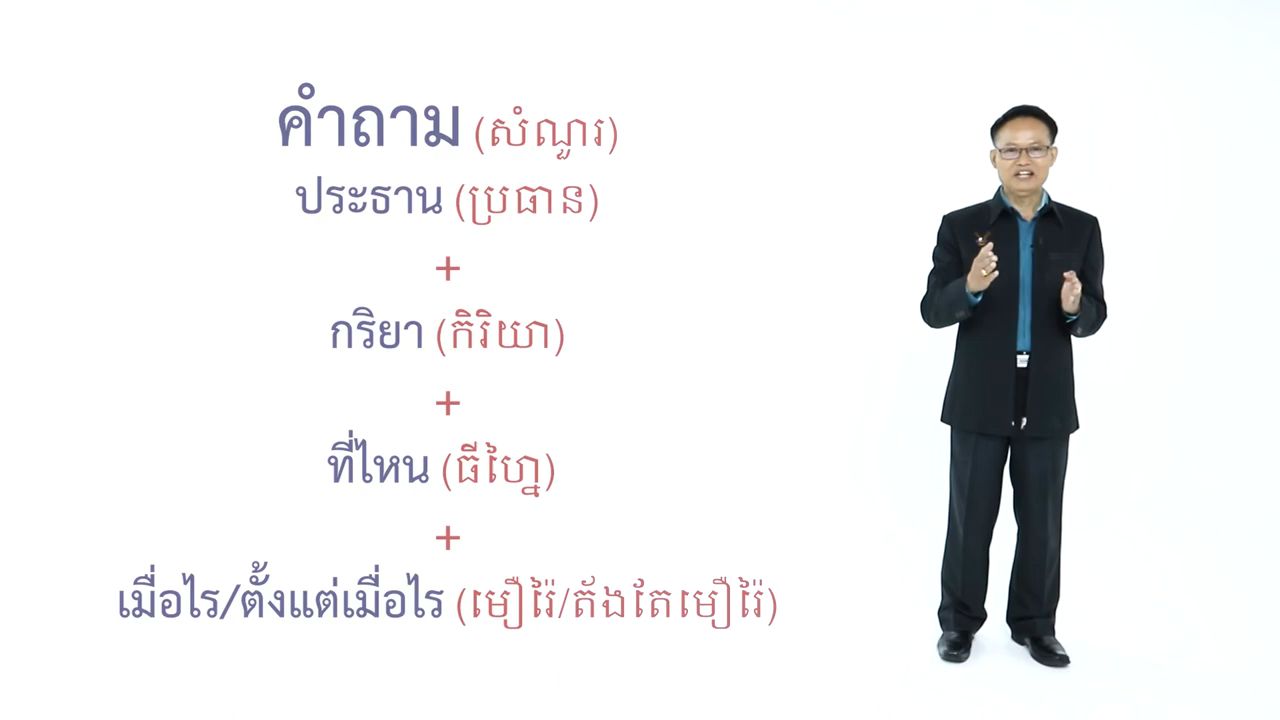 คำถาม (សំណួរ)
ประธาน (ប្រធាន)
+
กริยา (កិរិយា)
+
ที่ไหน (ធីហ្នៃ)
+
เมื่อไร/ตั้งแต่เมื่อไร (មឿរ៉ៃ/ត័ងតែមឿរ៉ៃ)